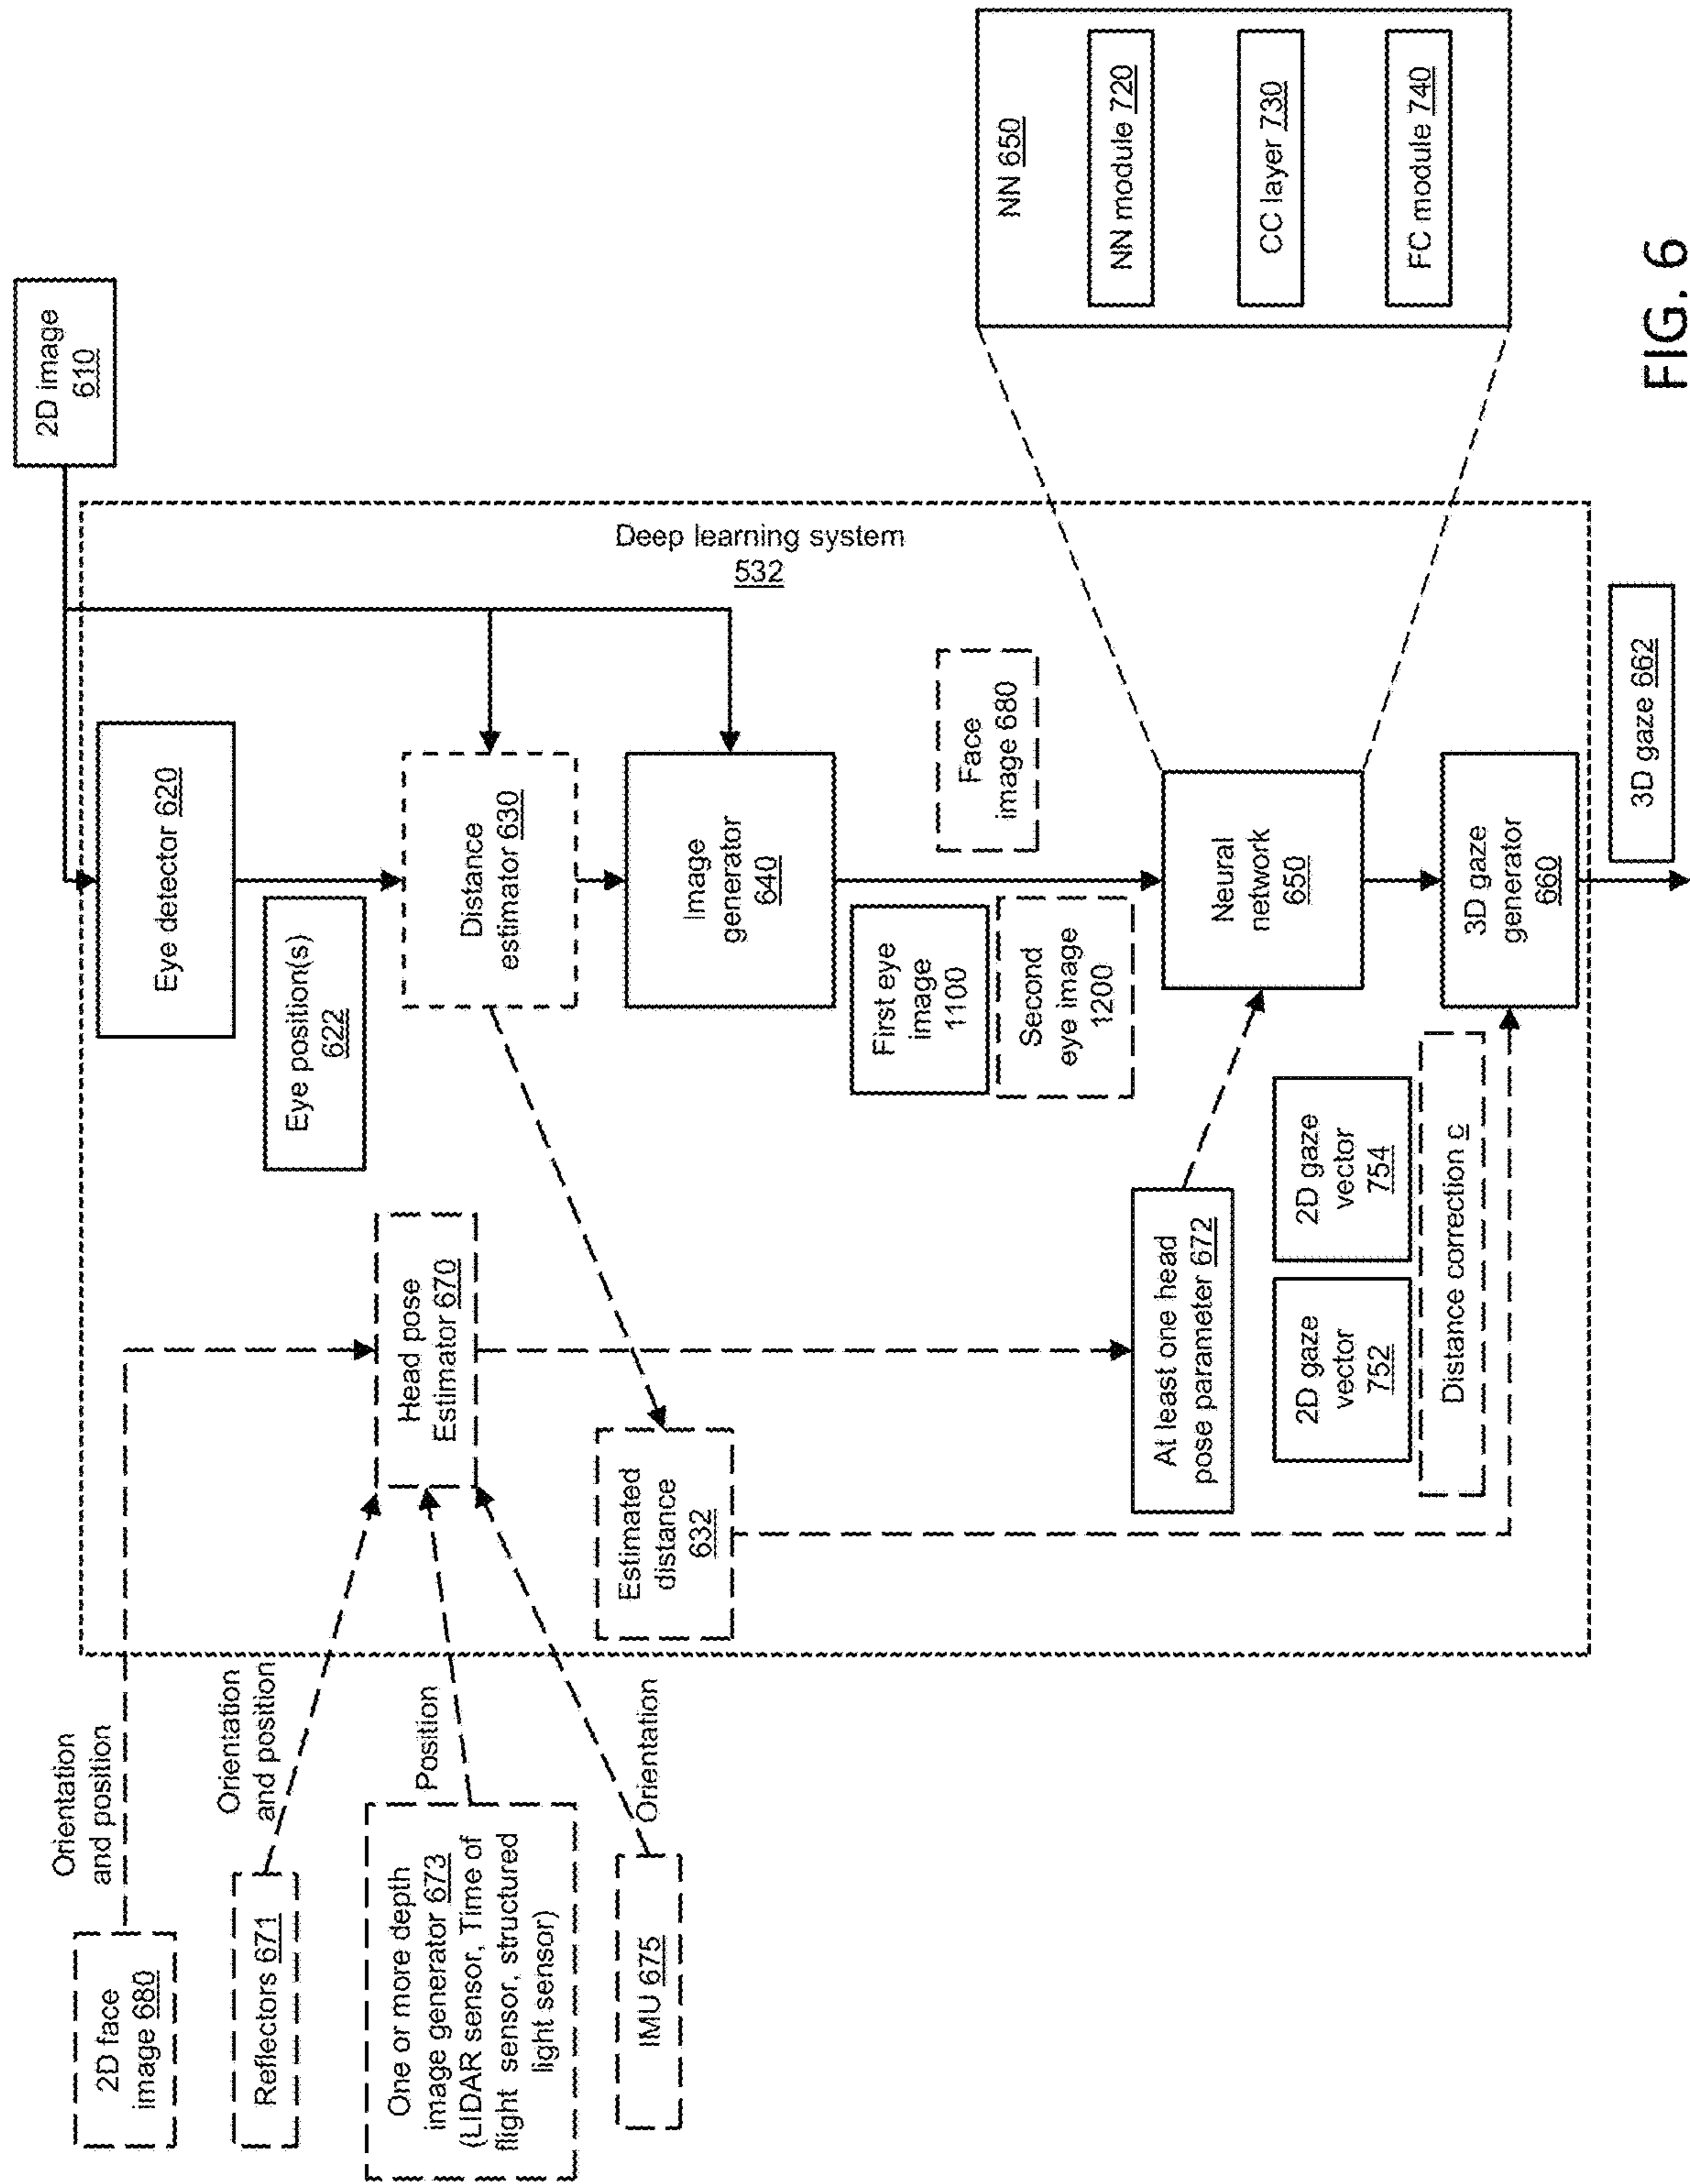 2D face
image 680
Orientation
and position
Reflectors 671
Orientation
and position
One or more depth
image generator 673
(LIDAR sensor, Time of
flight sensor, structured
light sensor)
Position
IMU 675
Orientation
2D image
610
Deep learning system
532
Eye detector 620
Eye position(s)
622
Head pose
Estimator 670
Distance
estimator 630
Estimated
distance
632
Image
generator
640
First eye
image
1100
Second
eye image
1200
Face
image 680
At least one head
pose parameter 672
Neural
network
650
2D gaze
vector
752
2D gaze
vector
754
Distance correction c
3D gaze
generator
660
3D gaze 662
NN 650
NN module 720
CC layer 730
FC module 740
FIG. 6